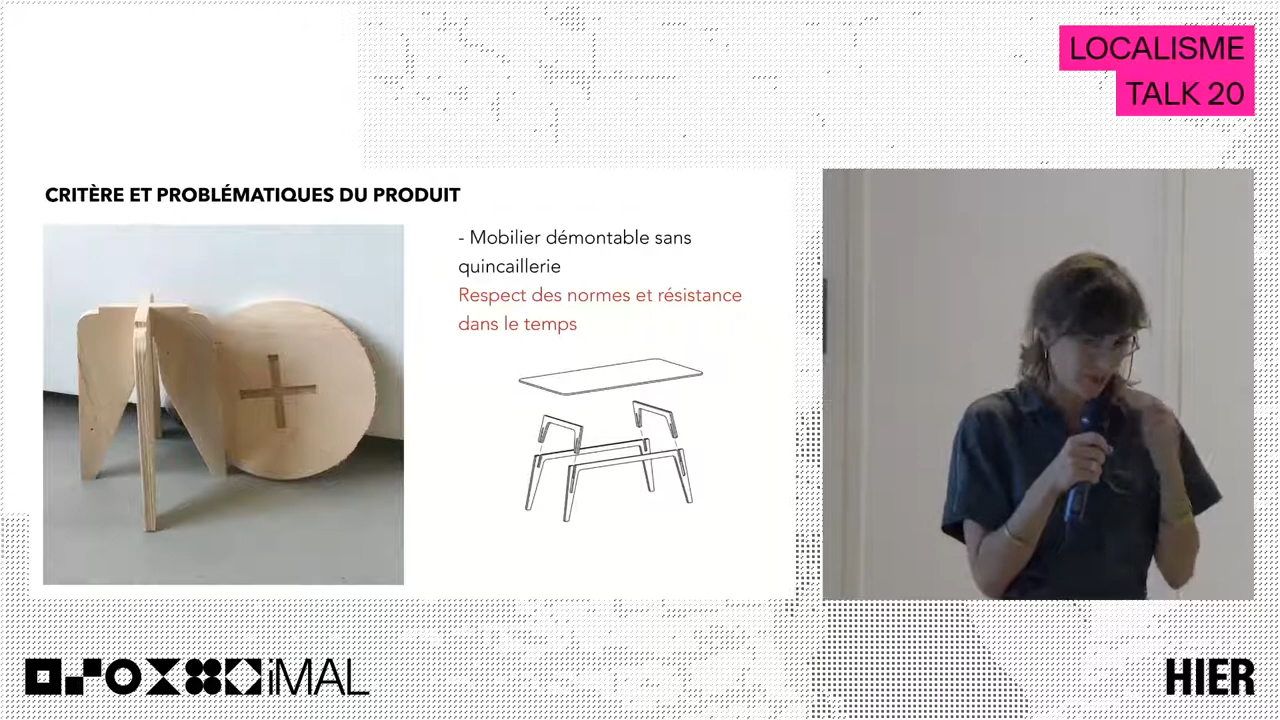 LOCALISME
TALK 20
CRITÈRE ET PROBLÉMATIQUES DU PRODUIT
- Mobilier démontable sans
quincaillerie
Respect des normes et résistance
dans le temps
iMAL
HIER